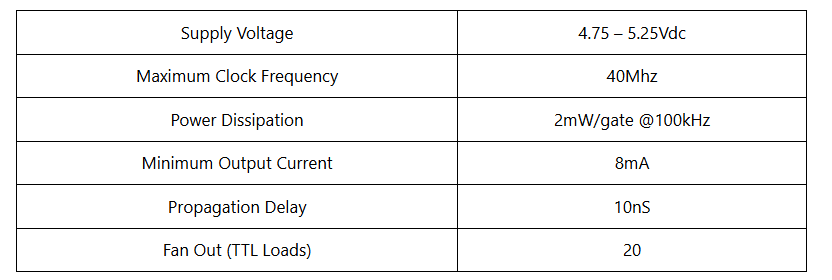 Supply Voltage 4.75 – 5.25Vdc
Maximum Clock Frequency 40Mhz
Power Dissipation 2mW/gate @100kHz
Minimum Output Current 8mA
Propagation Delay 10nS
Fan Out (TTL Loads) 20